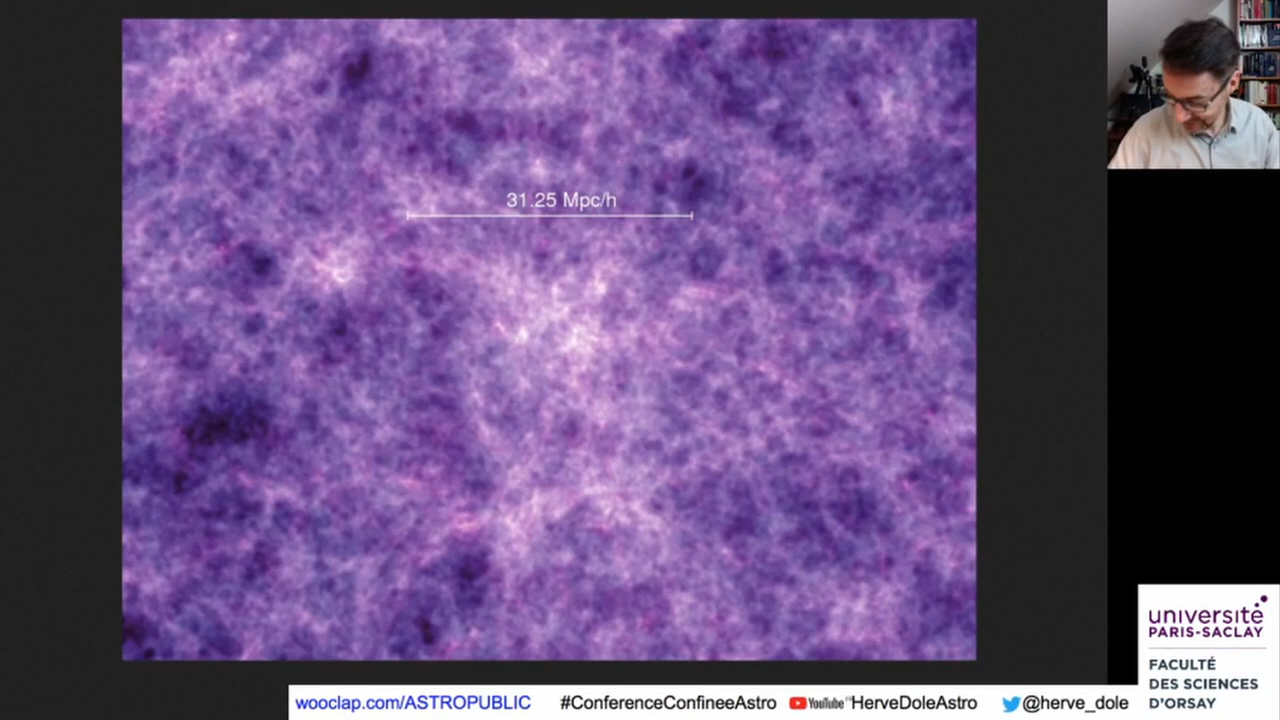 31.25 Mpc/h
université
PARIS-SACLAY
FACULTÉ
DES SCIENCES
D'ORSAY
wooclap.com/ASTROPUBLIC #ConferenceConfineeAstro YouTube HerveDoleAstro @herve_dole